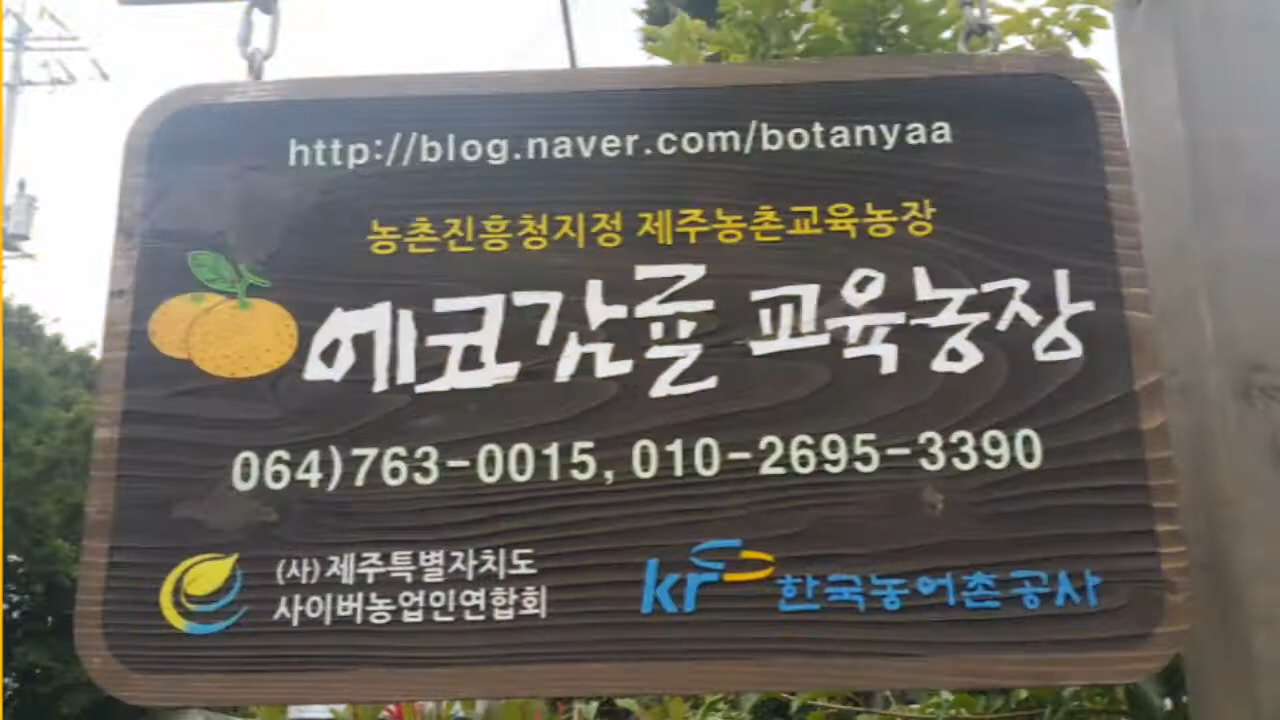 http://blog.naver.com/botanyaa
농촌진흥청지정 제주농촌교육농장
에코감귤 교육농장
064)763-0015, 010-2695-3390
(사)제주특별자치도
사이버농업인연합회
kr 한국농어촌공사